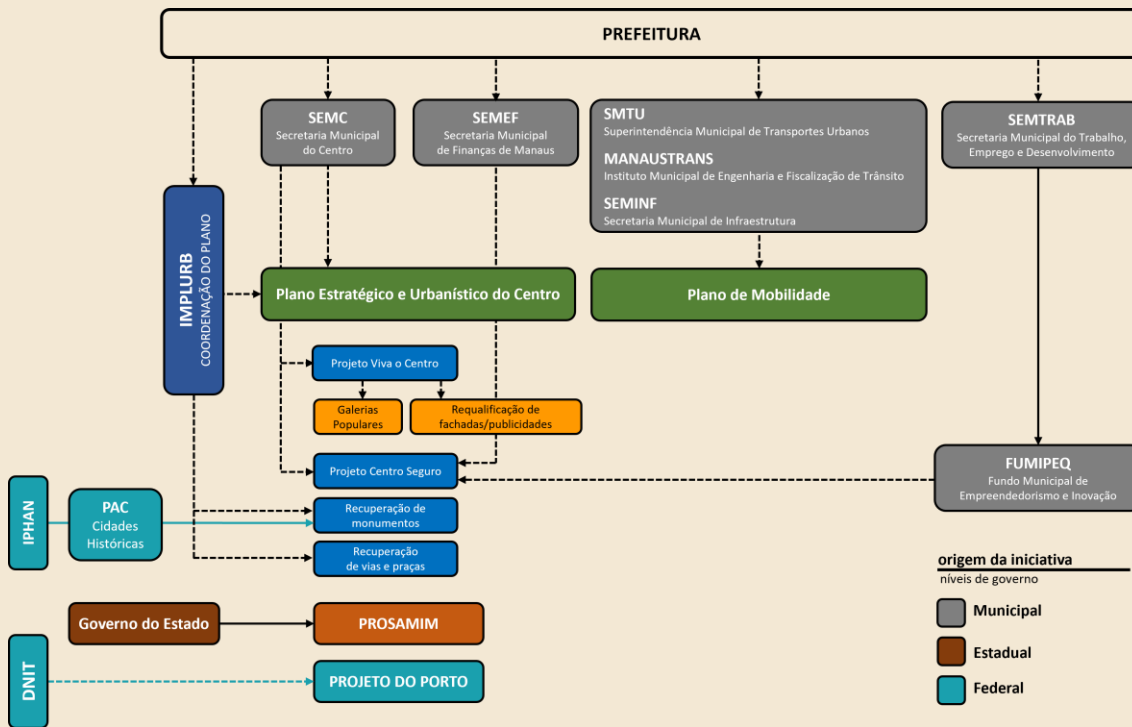 PREFEITURA
SEMC
Secretaria Municipal
do Centro
SEMEF
Secretaria Municipal
de Finanças de Manaus
SMTU
Superintendência Municipal de Transportes Urbanos
MANAUSTRANS
Instituto Municipal de Engenharia e Fiscalização de Trânsito
SEMINF
Secretaria Municipal de Infraestrutura
SEMTRAB
Secretaria Municipal do Trabalho,
Emprego e Desenvolvimento
IMPLURB
COORDENAÇÃO DO PLANO
Plano Estratégico e Urbanístico do Centro
Plano de Mobilidade
Projeto Viva o Centro
Galerias
Populares
Requalificação de
fachadas/publicidades
Projeto Centro Seguro
FUMIPEQ
Fundo Municipal de
Empreendedorismo e Inovação
IPHAN
PAC
Cidades
Históricas
Recuperação de
monumentos
Recuperação
de vias e praças
Governo do Estado
PROSAMIM
DNIT
PROJETO DO PORTO
origem da iniciativa
níveis de governo
Municipal
Estadual
Federal